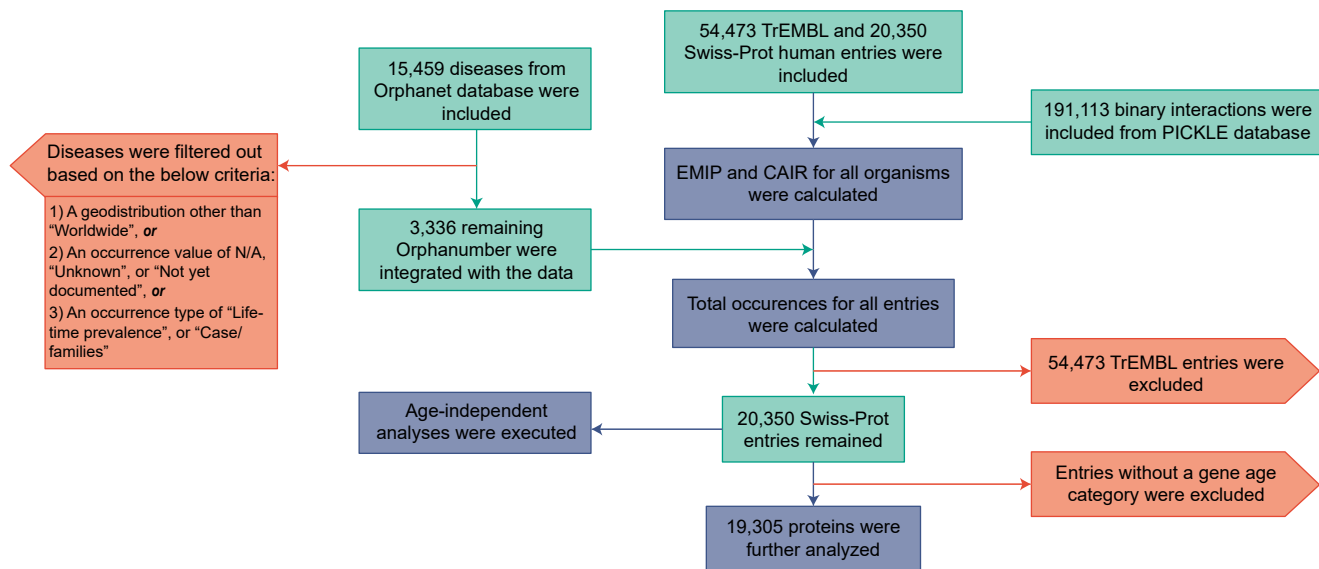 54,473 TrEMBL and 20,350
Swiss-Prot human entries were
included
15,459 diseases from
Orphanet database were
included
191,113 binary interactions were
included from PICKLE database
Diseases were filtered out
based on the below criteria:
1) A geodistribution other than
“Worldwide”, or
2) An occurrence value of N/A,
“Unknown”, or “Not yet
documented”, or
3) An occurrence type of “Life-
time prevalence”, or “Case/
families”
EMIP and CAIR for all organisms
were calculated
3,336 remaining
Orphanumber were
integrated with the data
Total occurences for all entries
were calculated
54,473 TrEMBL entries were
excluded
Age-independent
analyses were executed
20,350 Swiss-Prot
entries remained
Entries without a gene age
category were excluded
19,305 proteins were
further analyzed